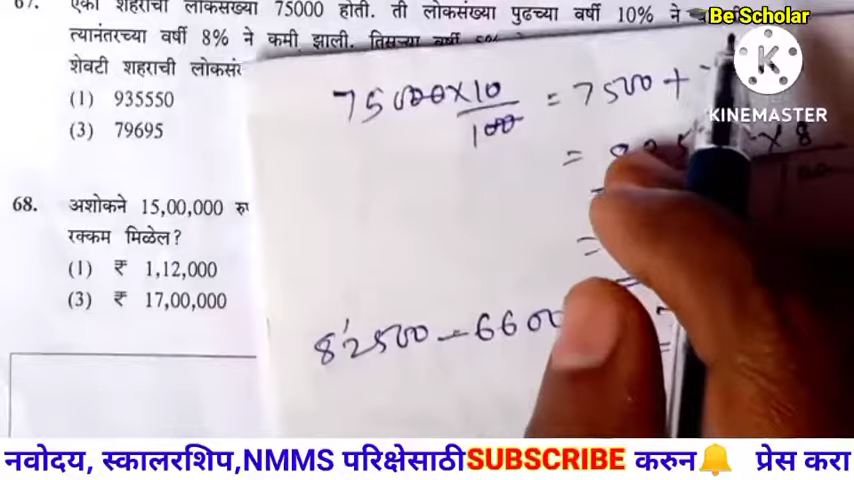 67. एका शहराची लोकसंख्या 75000 होती. ती लोकसंख्या पुढच्या वर्षी 10% ने
त्यानंतरच्या वर्षी 8% ने कमी झाली.
शेवटी शहराची
(1) 935550
(3) 79695
68. अशोकने 15,00,000
रक्कम मिळेल?
(1) ₹ 1,12,000
(3) ₹ 17,00,000
75000×10
100
= 7500 +
=
× 8
100
=
82500 – 6600
Be Scholar
K
KINEMASTER
नवोदय, स्कालरशिप,NMMS परिक्षेसाठी SUBSCRIBE करुन🔔 प्रेस करा